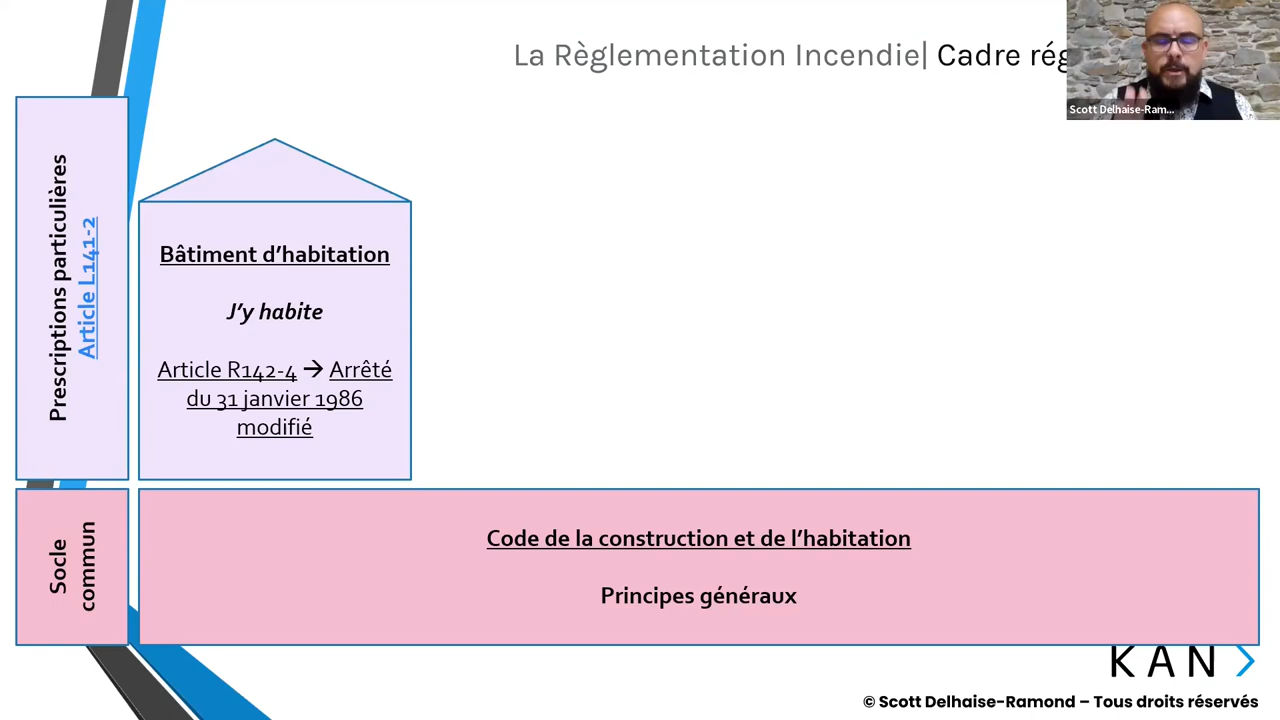 La Règlementation Incendie| Cadre rég
Scott Delhaise-Ram...
Prescriptions particulières
Article L141-2
Bâtiment d’habitation
J’y habite
Article R142-4 → Arrêté
du 31 janvier 1986
modifié
Socle
commun
Code de la construction et de l’habitation
Principes généraux
KAN
© Scott Delhaise-Ramond – Tous droits réservés